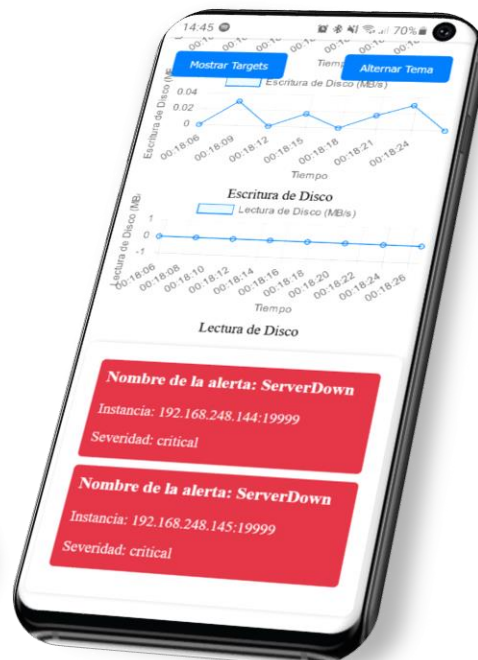 14:45
70%
Mostrar Targets
Alternar Tema
Tiempo
Escritura de Disco (MB/s)
Escritura de Disco (MB
0.04
0.02
0
00:18:06
00:18:09
00:18:12
00:18:15
00:18:18
00:18:21
00:18:24
Tiempo
Escritura de Disco
Lectura de Disco (MB/s)
Lectura de Disco (MB/
1
0
-1
00:18:06
00:18:08
00:18:10
00:18:12
00:18:14
00:18:16
00:18:18
00:18:20
00:18:22
00:18:24
00:18:26
Tiempo
Lectura de Disco
Nombre de la alerta: ServerDown
Instancia: 192.168.248.144:19999
Severidad: critical
Nombre de la alerta: ServerDown
Instancia: 192.168.248.145:19999
Severidad: critical